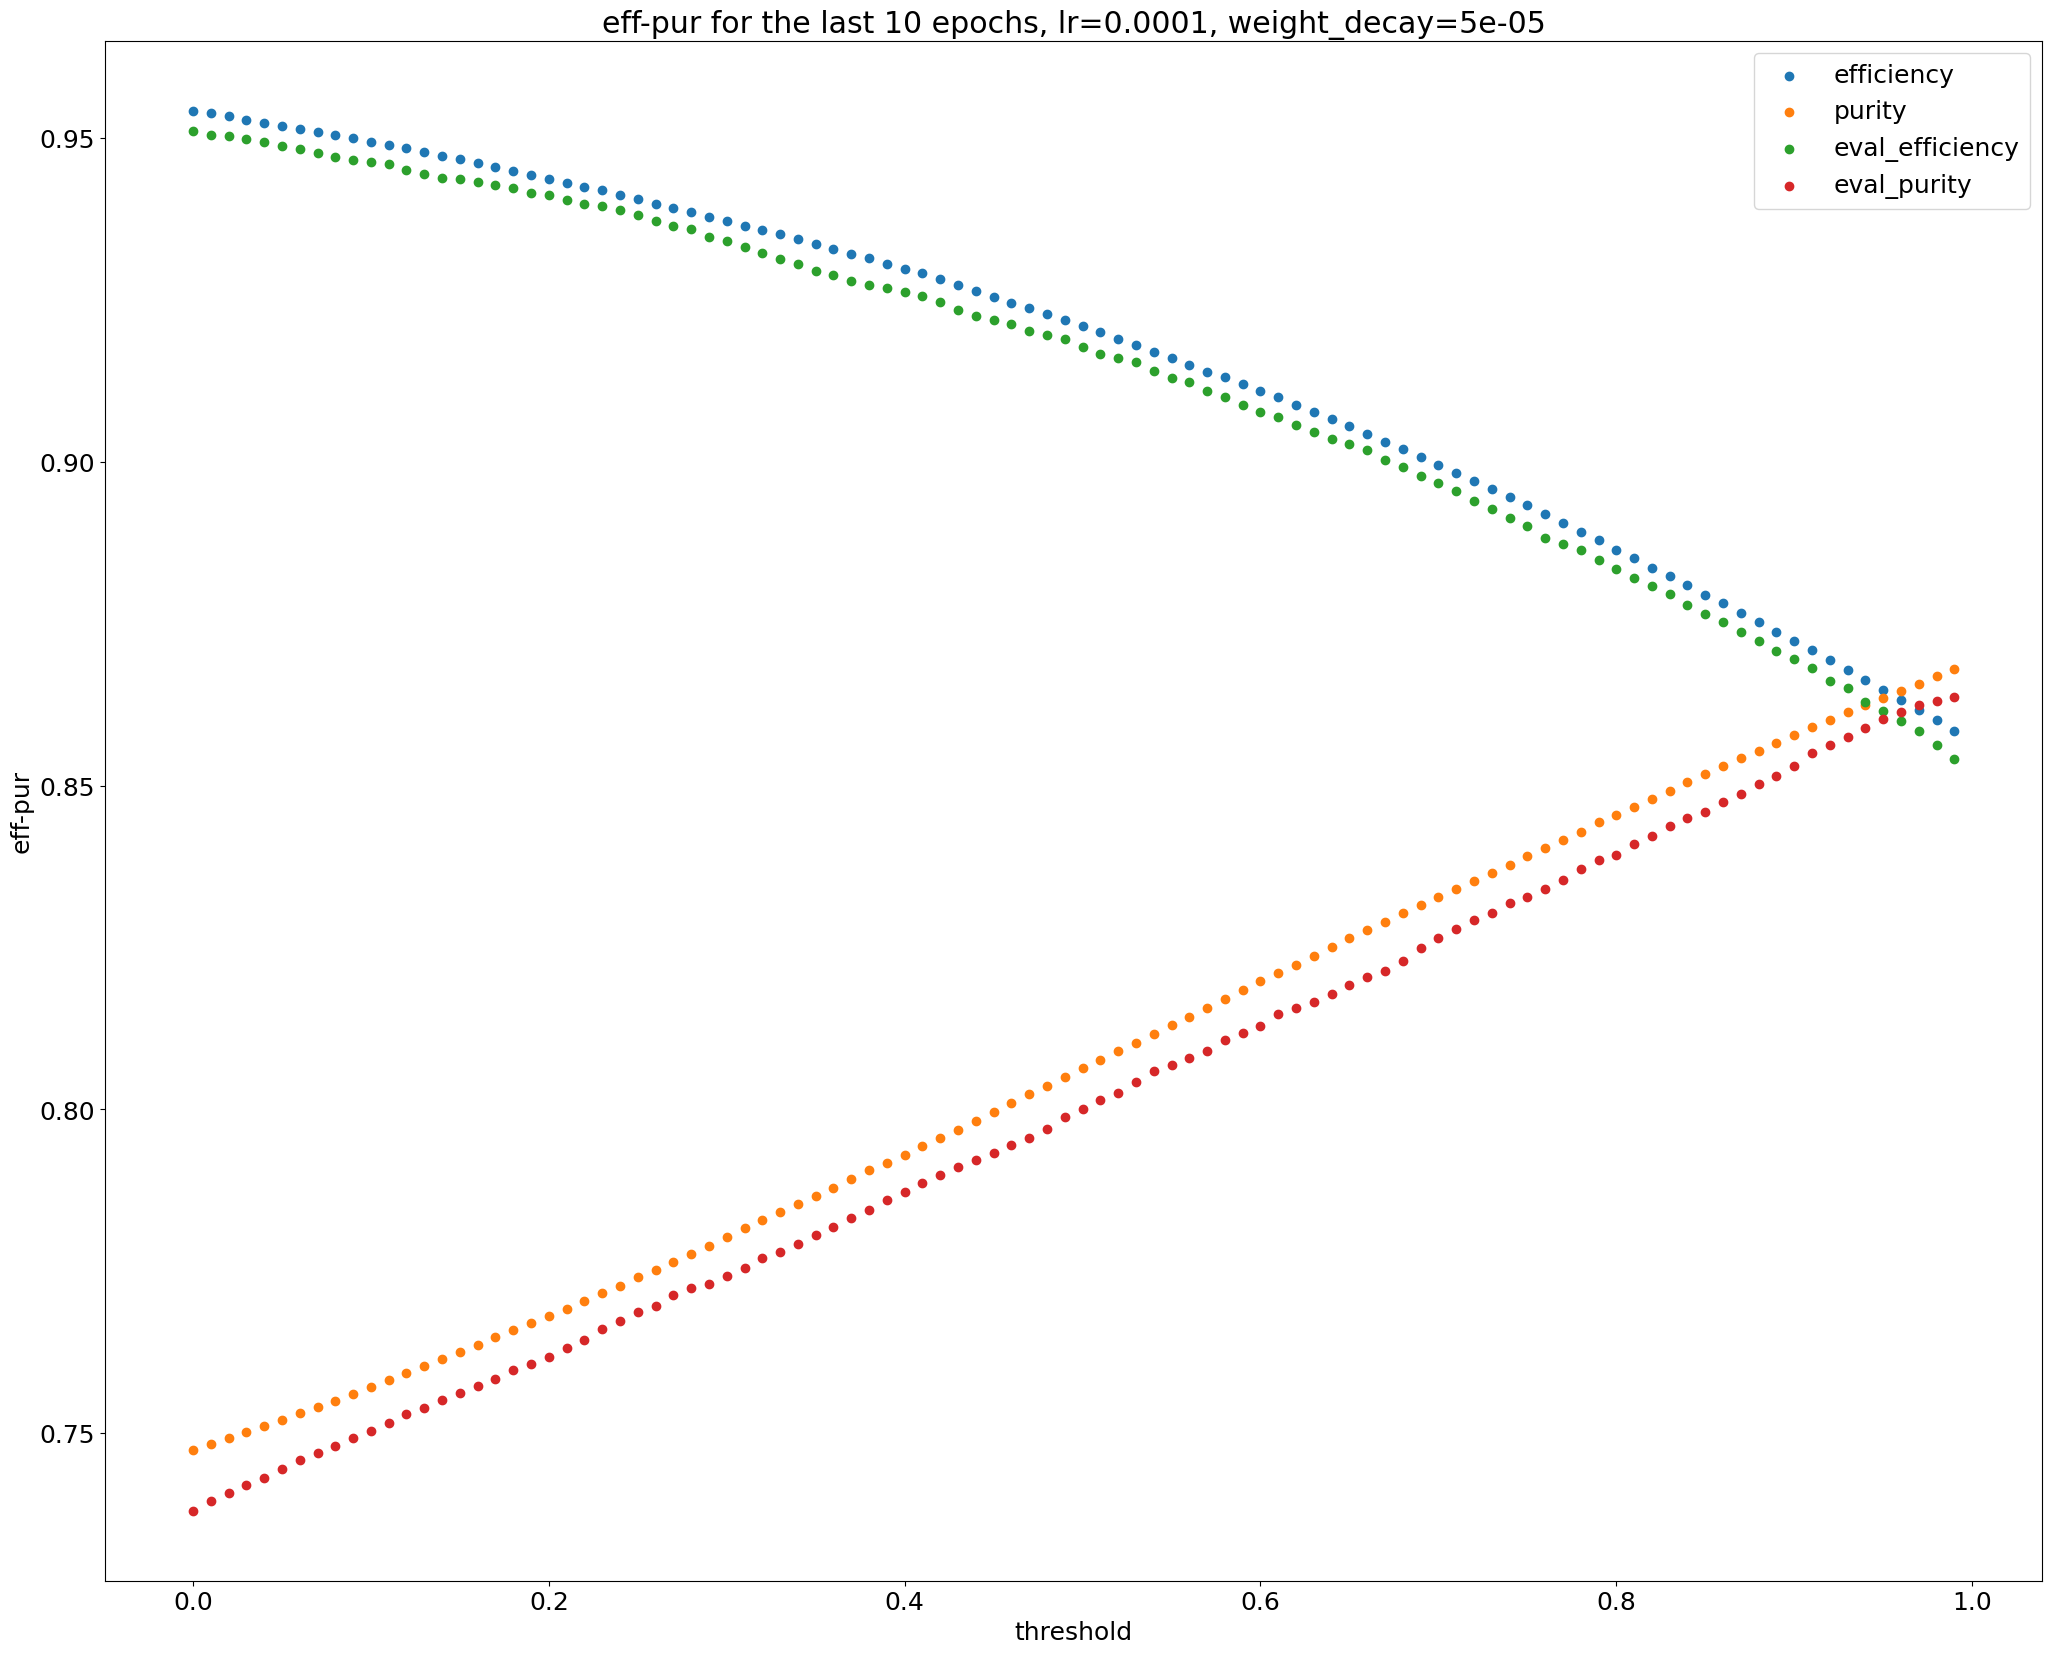 eff-pur for the last 10 epochs, lr=0.0001, weight_decay=5e-05
efficiency
purity
eval_efficiency
eval_purity
0.95
0.90
0.85
0.80
0.75
eff-pur
0.0 0.2 0.4 0.6 0.8 1.0
threshold